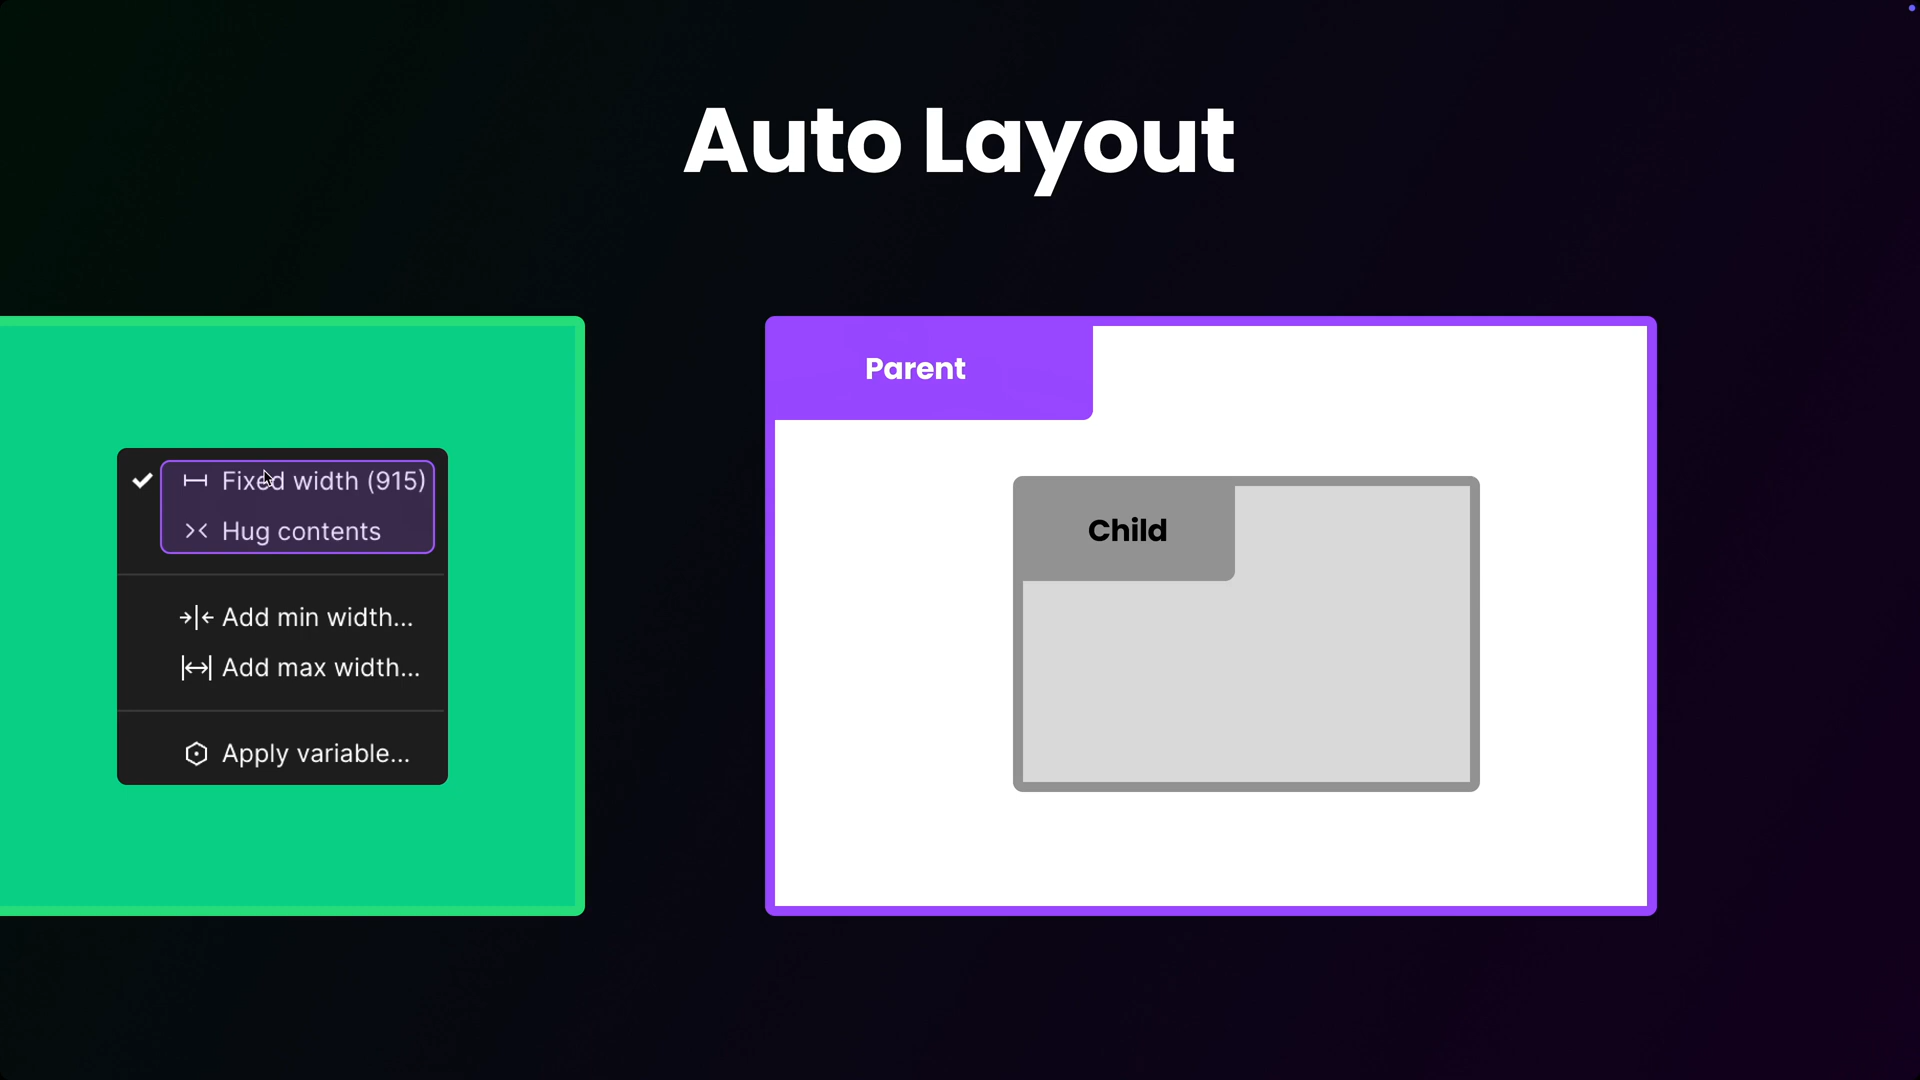 Auto Layout
Fixed width (915)
Hug contents
Add min width...
Add max width...
Apply variable...
Parent
Child